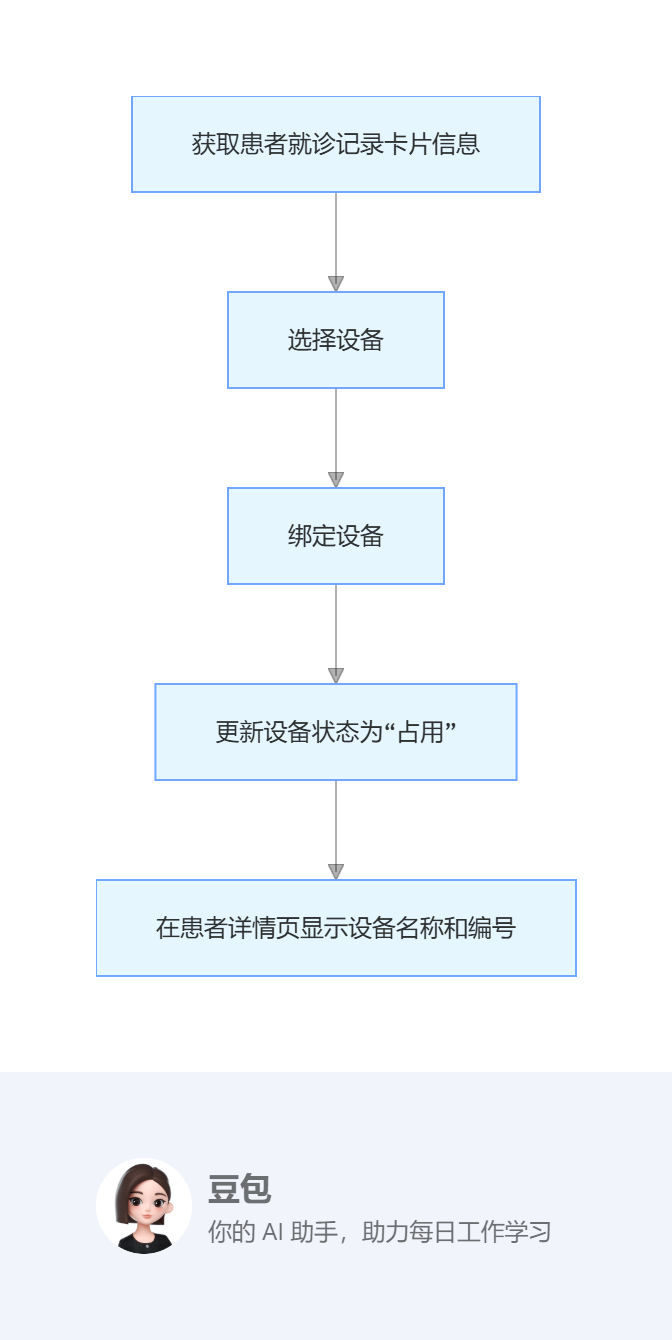 获取患者就诊记录卡片信息
选择设备
绑定设备
更新设备状态为“占用”
在患者详情页显示设备名称和编号
豆包
你的 AI 助手，助力每日工作学习